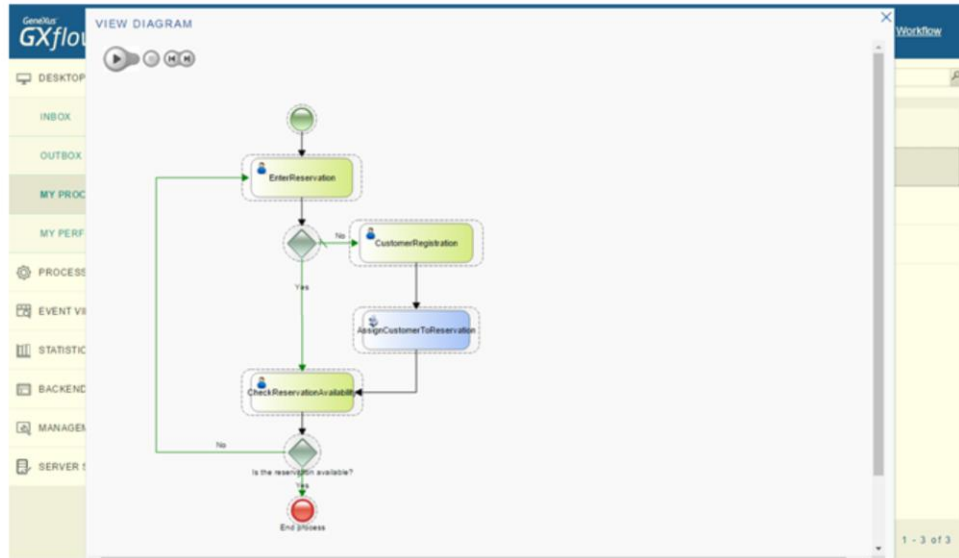 GeneXus
GXflo
VIEW DIAGRAM
Workflow
DESKTOP
INBOX
OUTBOX
MY PROC
MY PERF
PROCESS
EVENT VI
STATISTIC
BACKEND
MANAGEM
SERVER S
EnterReservation
No
CustomerRegistration
Yes
AssignCustomerToReservation
CheckReservationAvailability
No
Is the reservation available?
Yes
End process
1 - 3 of 3